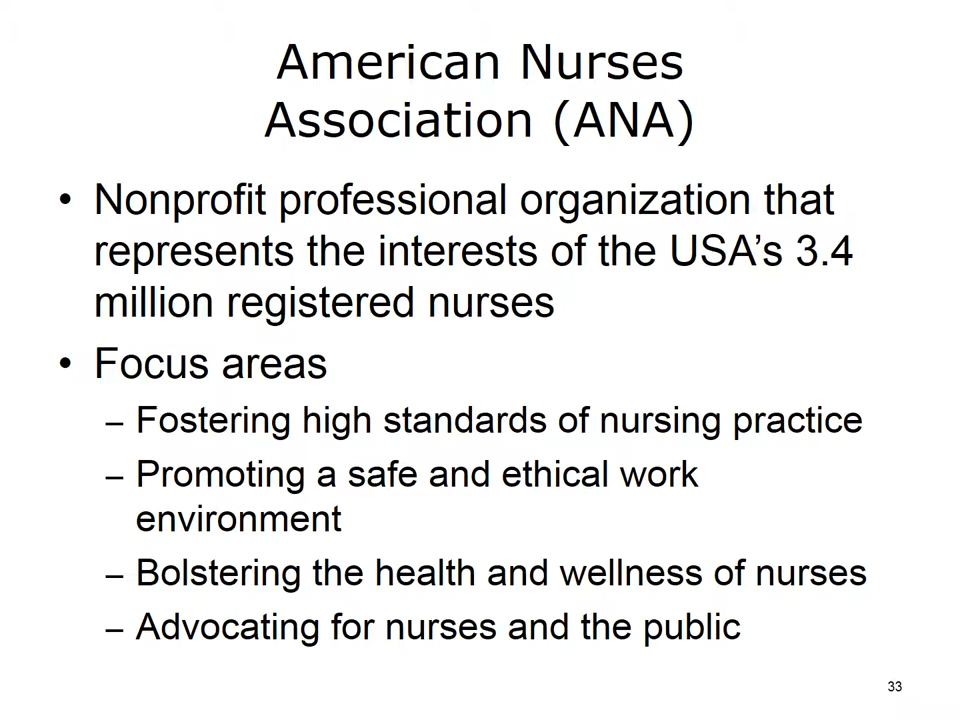 American Nurses
Association (ANA)
• Nonprofit professional organization that
represents the interests of the USA’s 3.4
million registered nurses
• Focus areas
– Fostering high standards of nursing practice
– Promoting a safe and ethical work
environment
– Bolstering the health and wellness of nurses
– Advocating for nurses and the public
33